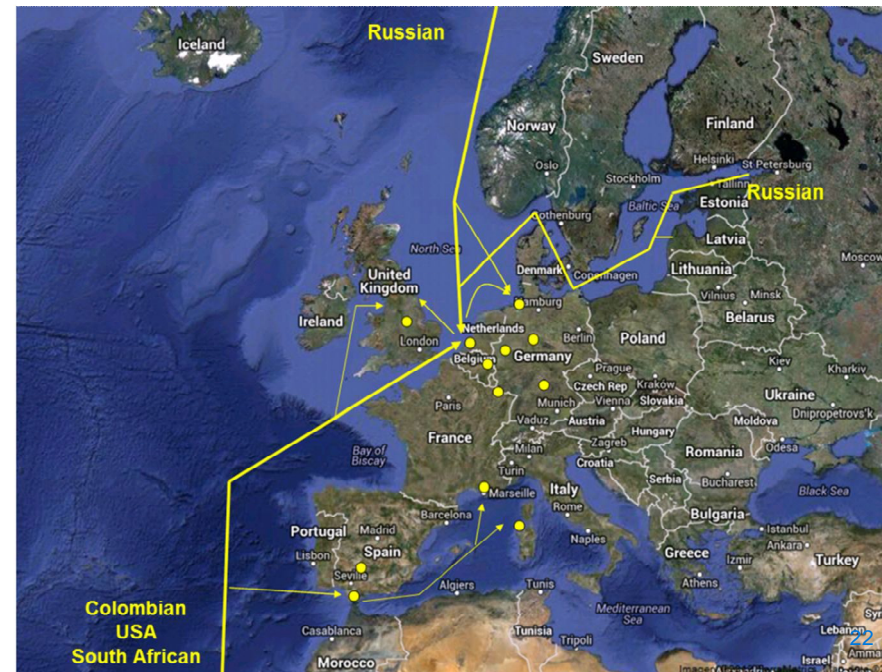 Iceland
Russian
Sweden
Norway
Finland
Oslo
Helsinki
St Petersburg
Stockholm
Tallinn
Russian
Estonia
Baltic Sea
Gothenburg
North Sea
Latvia
Moscow
Denmark
Copenhagen
Lithuania
United
Kingdom
Vilnius
Minsk
Hamburg
Ireland
Belarus
Netherlands
Berlin
Poland
London
Belgium
Germany
Prague
Kiev
Kharkiv
Czech Rep
Kraków
Ukraine
Paris
Munich
Vienna
Slovakia
Dnipropetrovs'k
Vaduz
Austria
Moldova
France
Hungary
Milan
Zagreb
Romania
Odesa
Bay of
Biscay
Turin
Croatia
Serbia
Bucharest
Marseille
Italy
Black Sea
Barcelona
Rome
Bulgaria
Portugal
Madrid
Naples
Istanbul
Ankara
Lisbon
Spain
Greece
Izmir
Turkey
Seville
Athens
Algiers
Tunis
Colombian
USA
South African
Mediterranean
Sea
Syr
Casablanca
Tunisia
Tripoli
Lebanon
22
Morocco
Israel
Amma